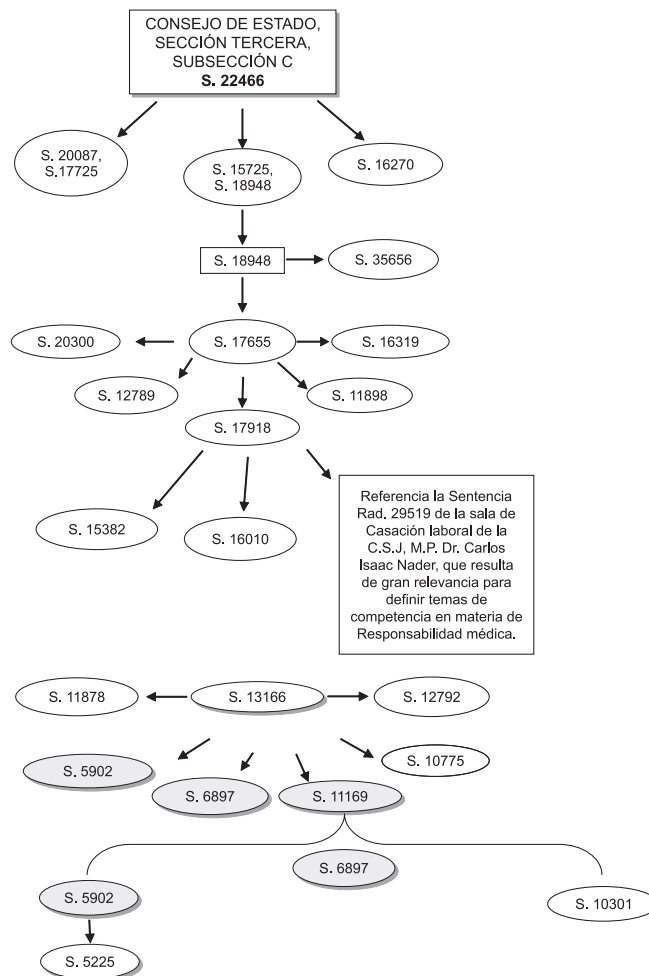 CONSEJO DE ESTADO,
SECCIÓN TERCERA,
SUBSECCIÓN C
S. 22466
S. 20087,
S.17725
S. 15725,
S. 18948
S. 16270
S. 18948
S. 35656
S. 20300
S. 17655
S. 16319
S. 12789
S. 11898
S. 17918
S. 15382
S. 16010
Referencia la Sentencia
Rad. 29519 de la sala de
Casación laboral de la
C.S.J, M.P. Dr. Carlos
Isaac Nader, que resulta
de gran relevancia para
definir temas de
competencia en materia de
Responsabilidad médica.
S. 11878
S. 13166
S. 12792
S. 5902
S. 6897
S. 11169
S. 10775
S. 5902
S. 6897
S. 10301
S. 5225